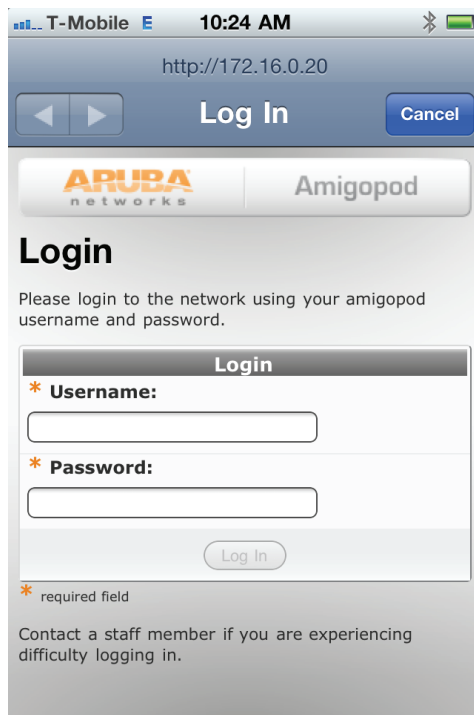 T-Mobile E 10:24 AM
http://172.16.0.20
Log In
Cancel
ARUBA
networks
Amigopod
Login
Please login to the network using your amigopod
username and password.
Login
* Username:
* Password:
Log In
* required field
Contact a staff member if you are experiencing
difficulty logging in.